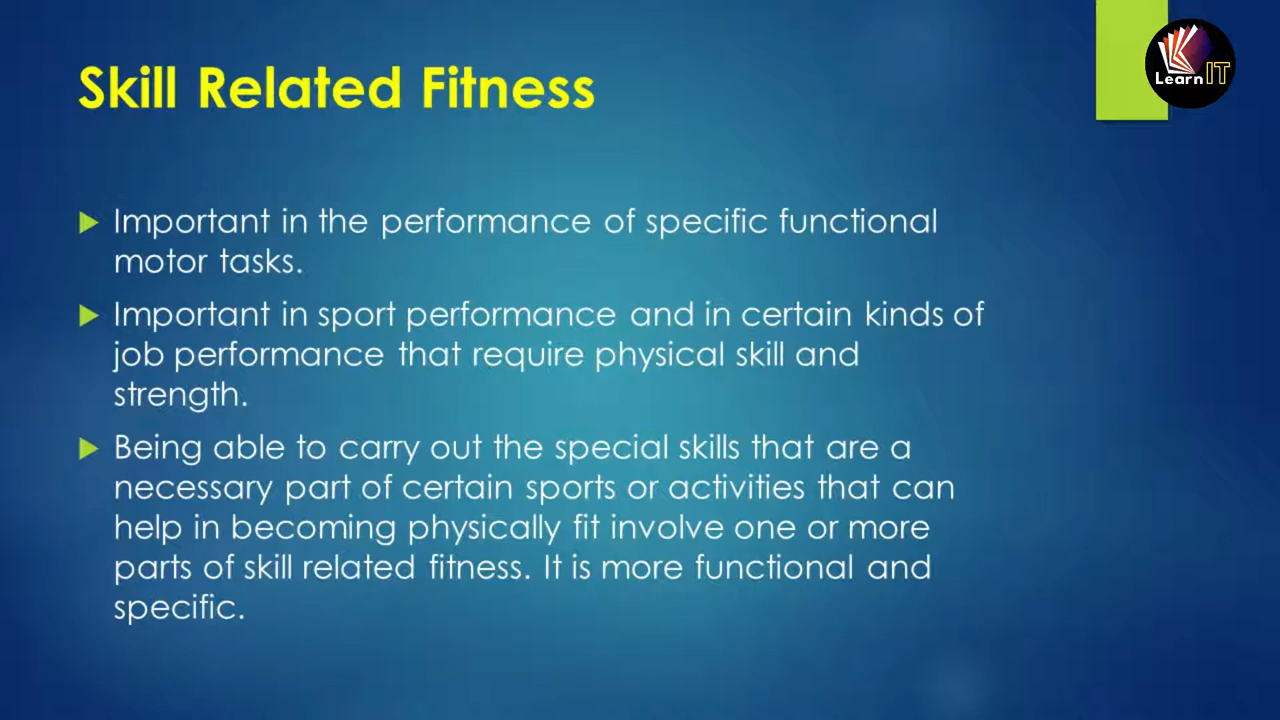 Skill Related Fitness
Learn IT
Important in the performance of specific functional
motor tasks.
Important in sport performance and in certain kinds of
job performance that require physical skill and
strength.
Being able to carry out the special skills that are a
necessary part of certain sports or activities that can
help in becoming physically fit involve one or more
parts of skill related fitness. It is more functional and
specific.